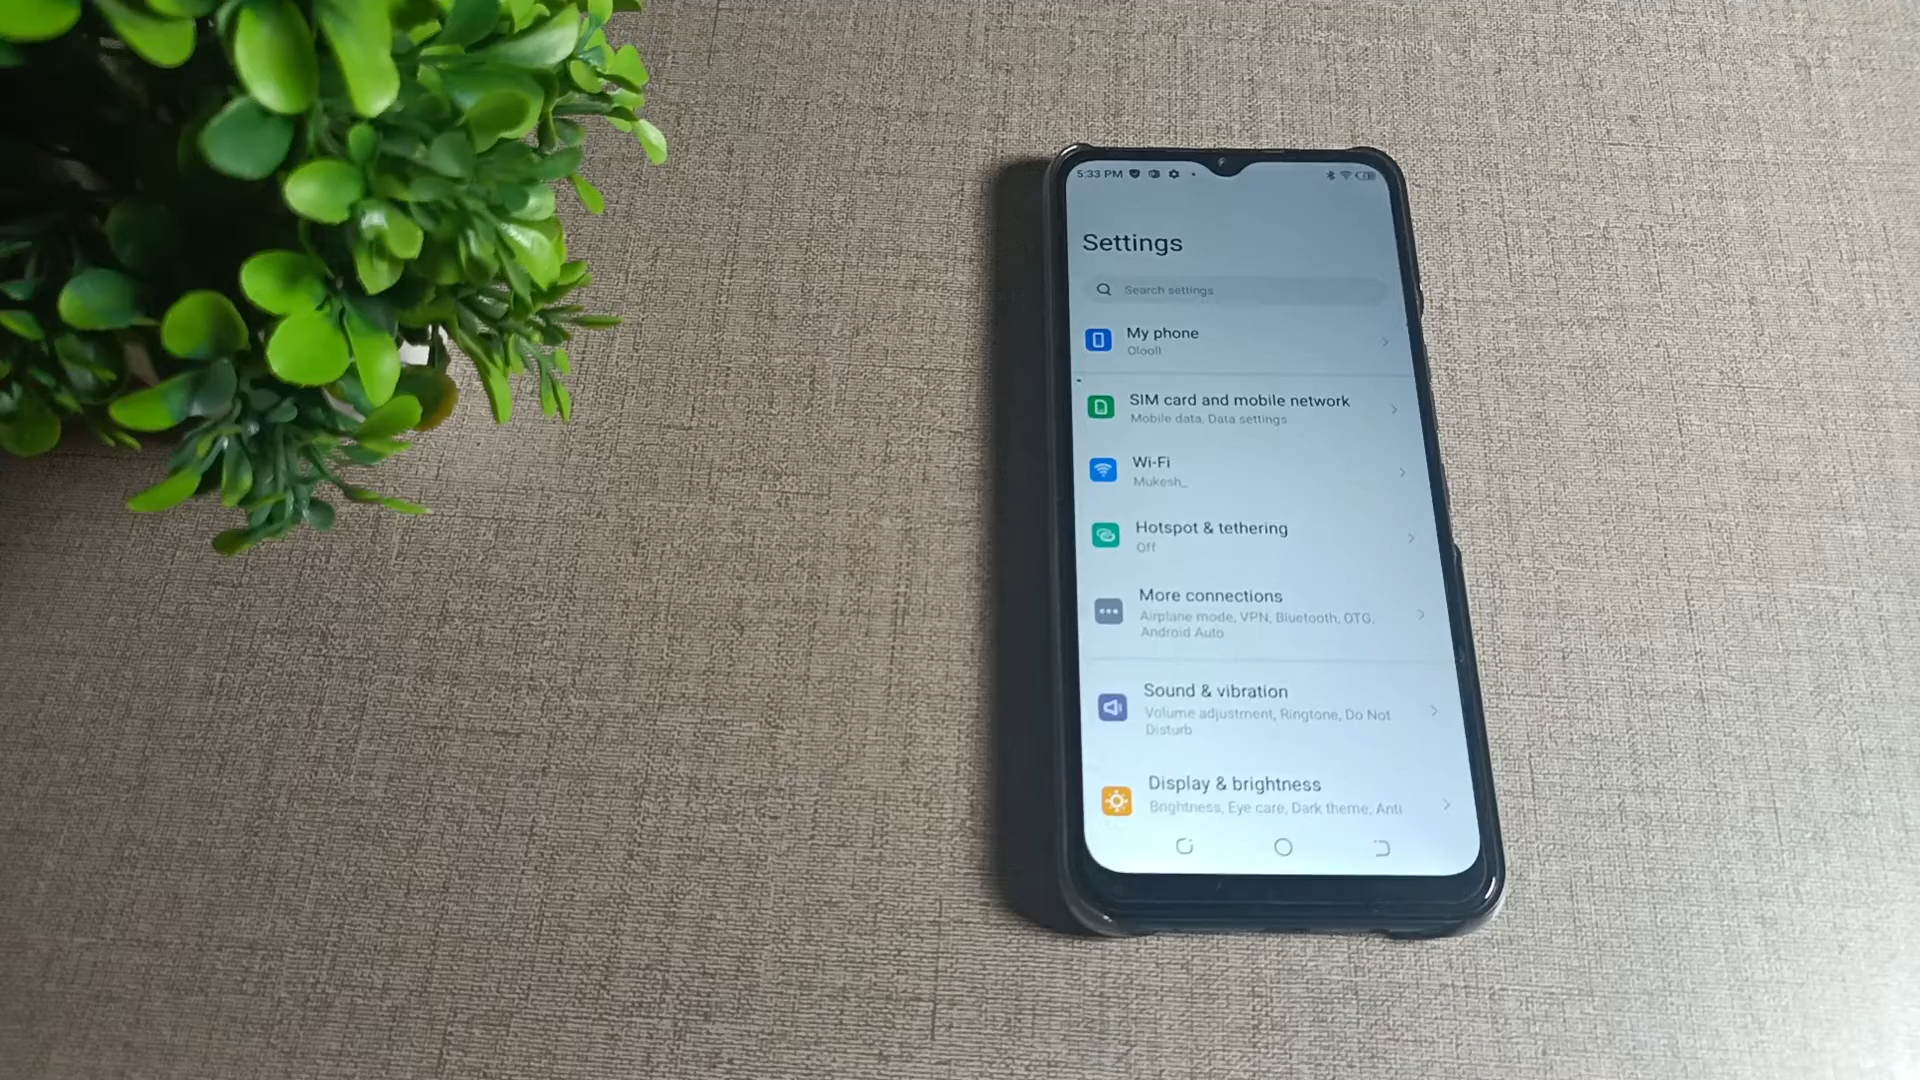 5:33 PM
Settings
Search settings
My phone
Olooll
SIM card and mobile network
Mobile data, Data settings
Wi-Fi
Mukesh_
Hotspot & tethering
Off
More connections
Airplane mode, VPN, Bluetooth, OTG,
Android Auto
Sound & vibration
Volume adjustment, Ringtone, Do Not
Disturb
Display & brightness
Brightness, Eye care, Dark theme, Anti